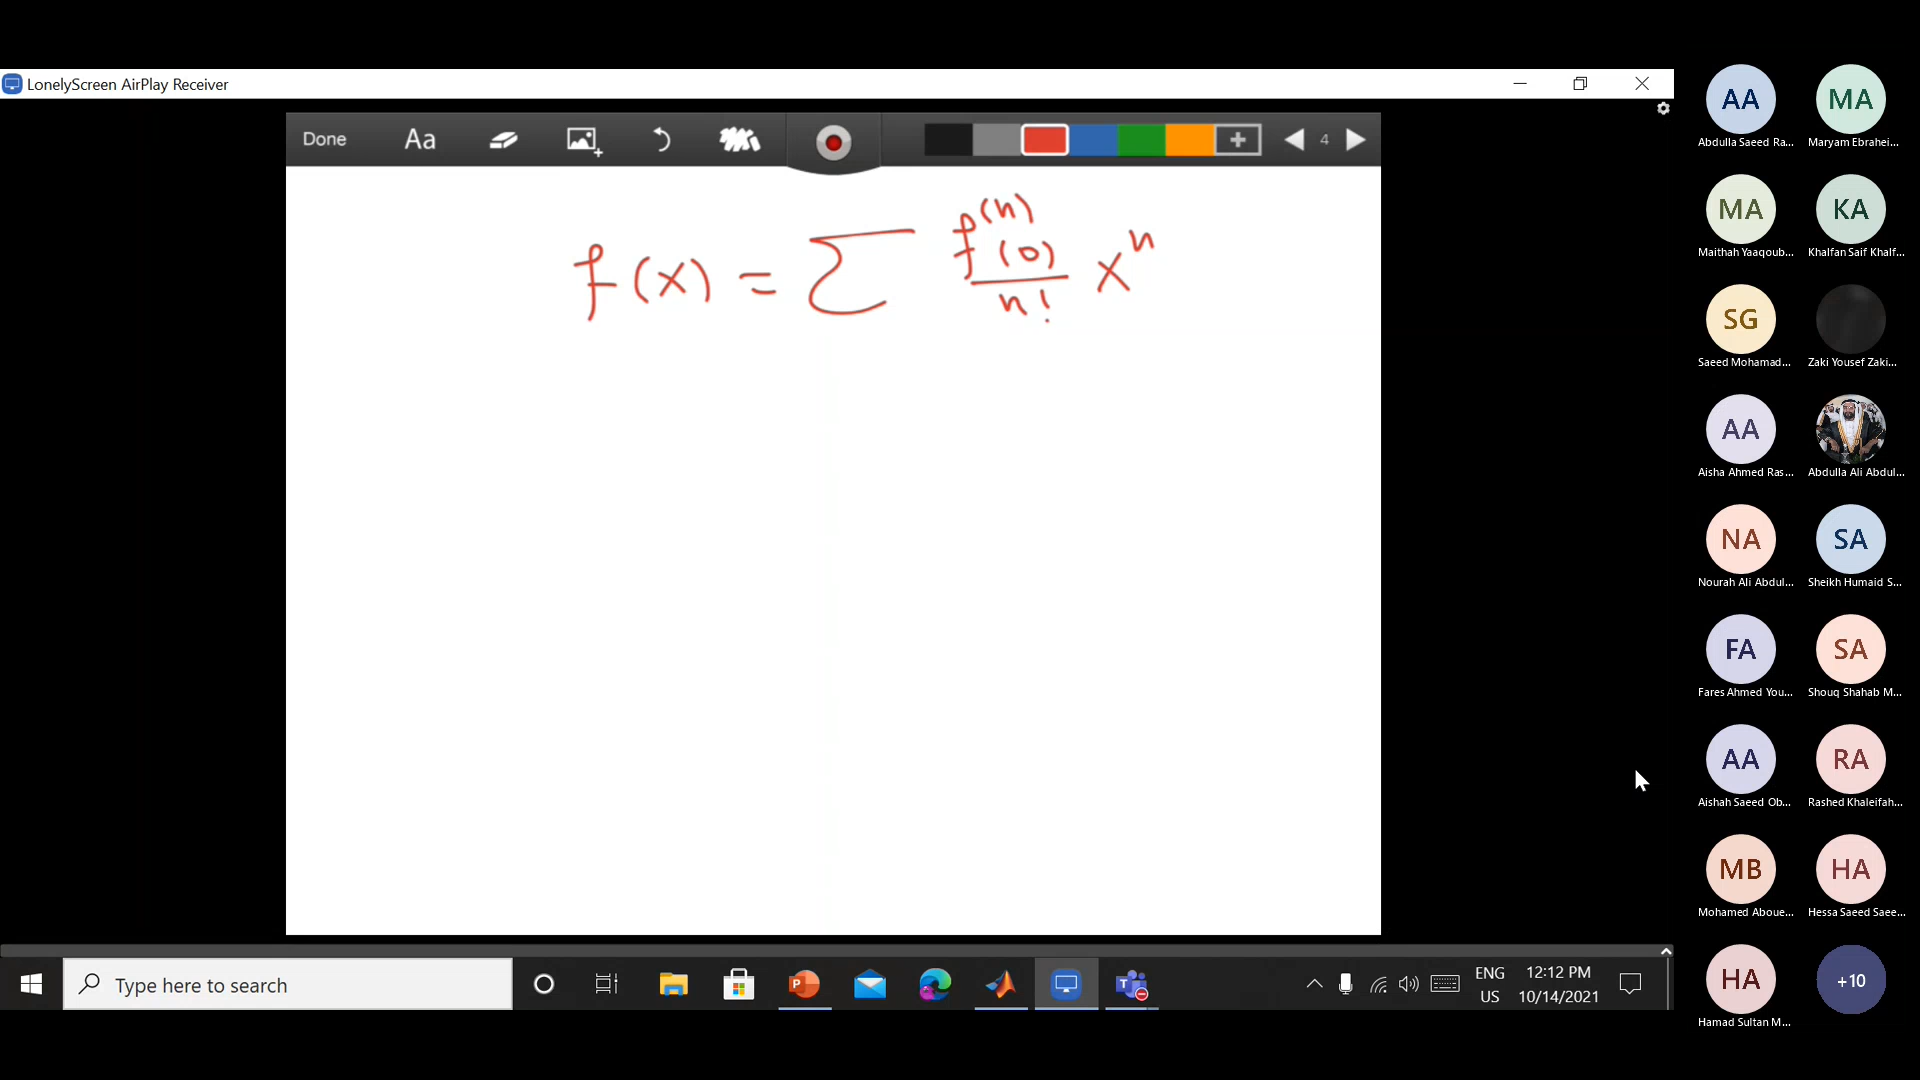 LonelyScreen AirPlay Receiver
Done Aa 4
f(x) = Σ f^(n)(0)/n! x^n
AA MA
Abdulla Saeed Ra... Maryam Ebrahei...
MA KA
Maithah Yaaqoub... Khalfan Saif Khalf...
SG
Saeed Mohamad... Zaki Yousef Zaki...
AA
Aisha Ahmed Ras... Abdulla Ali Abdul...
NA SA
Nourah Ali Abdul... Sheikh Humaid S...
FA SA
Fares Ahmed You... Shouq Shahab M...
AA RA
Aishah Saeed Ob... Rashed Khaleifah...
MB HA
Mohamed Aboue... Hessa Saeed Saee...
HA +10
Hamad Sultan M...
Type here to search
ENG
US
12:12 PM
10/14/2021